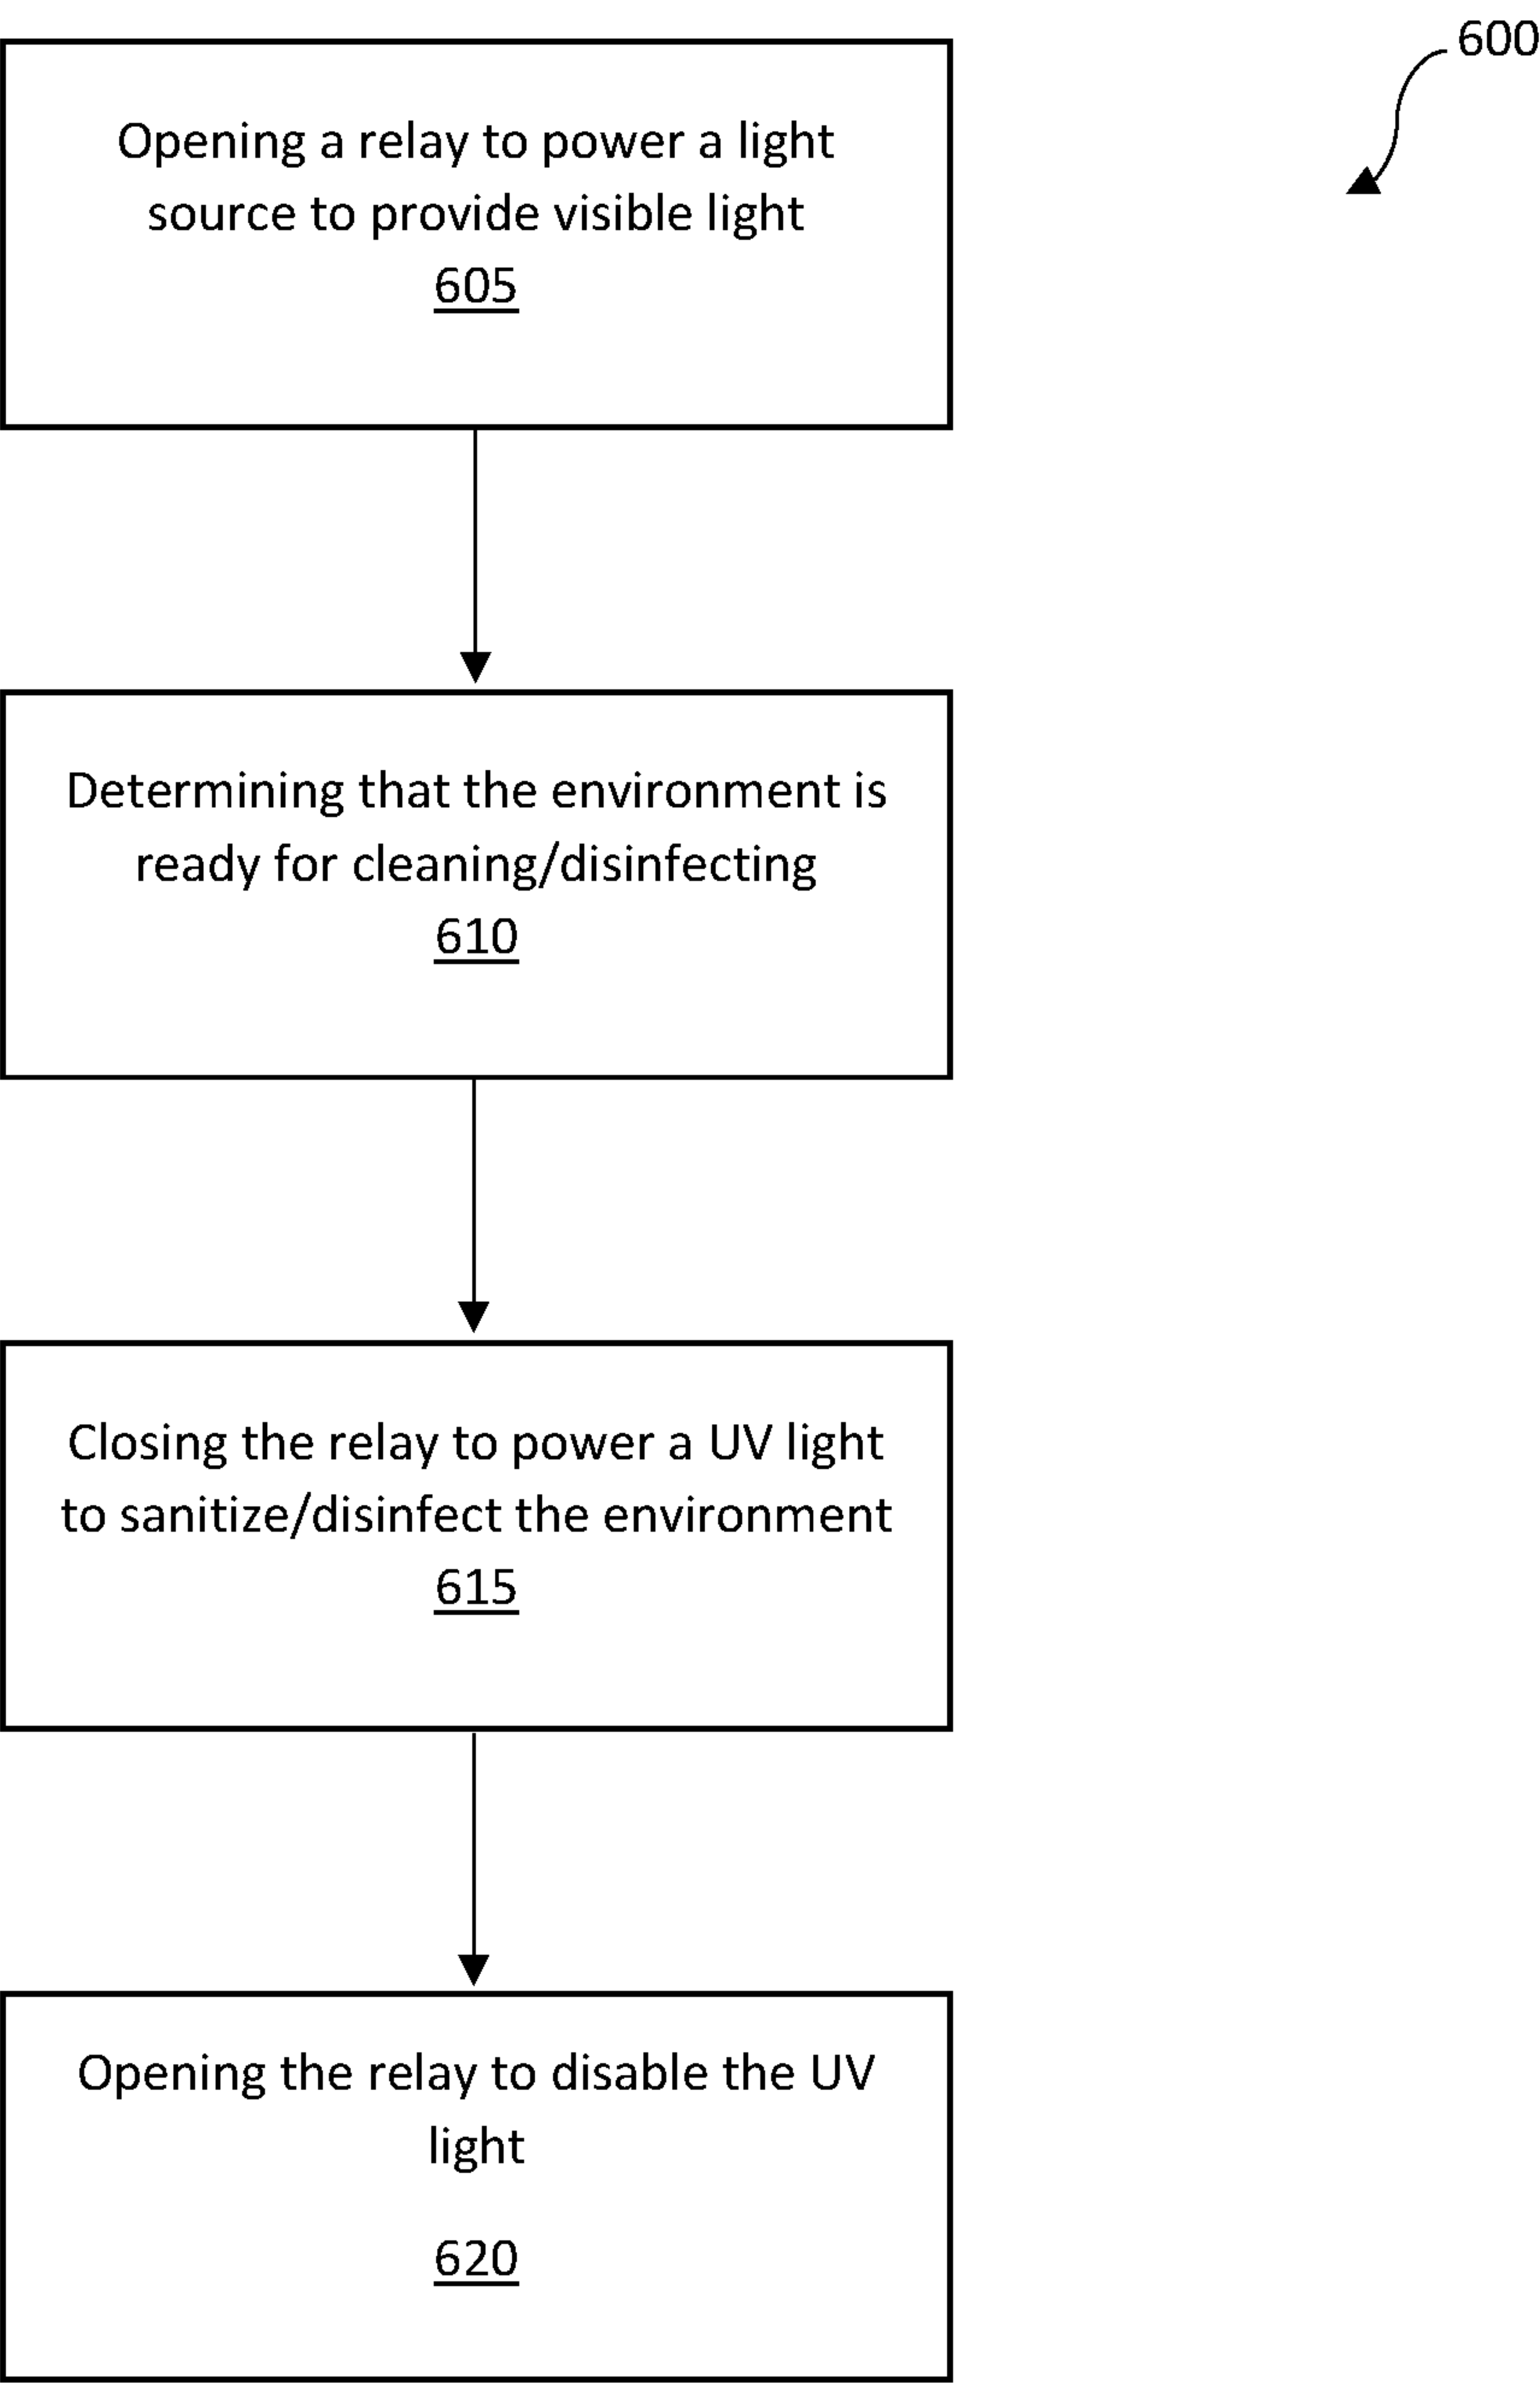 600
Opening a relay to power a light
source to provide visible light
605
Determining that the environment is
ready for cleaning/disinfecting
610
Closing the relay to power a UV light
to sanitize/disinfect the environment
615
Opening the relay to disable the UV
light
620